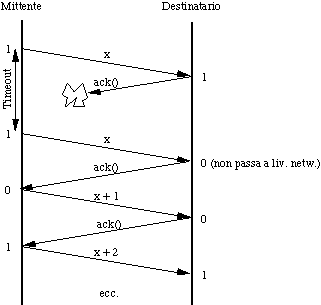 Mittente Destinatario
1
x
1
ack()
Timeout
1
x
0 (non passa a liv. netw.)
ack()
0
x + 1
0
ack()
1
x + 2
1
ecc.